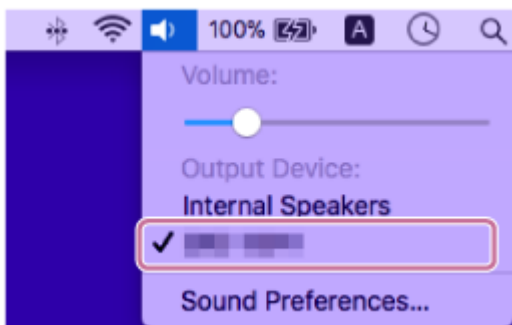 100% A
Volume:
Output Device:
Internal Speakers
Sound Preferences...